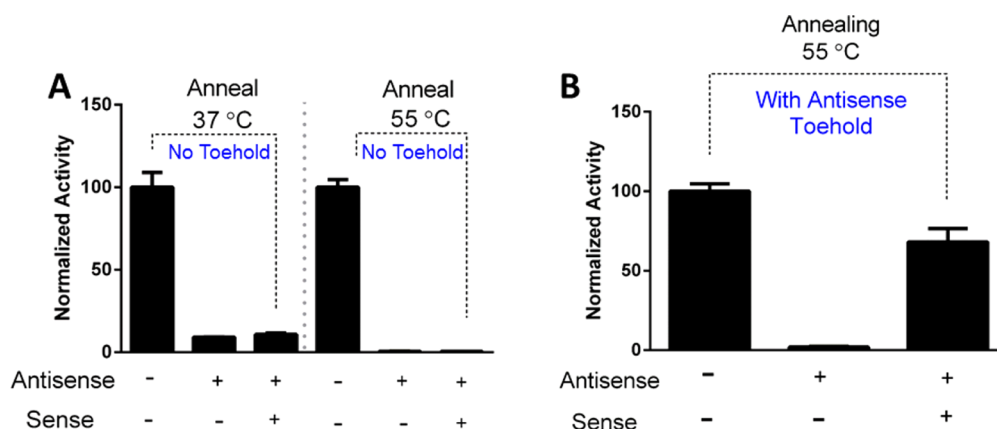 A
Anneal
37 °C
No Toehold
Anneal
55 °C
No Toehold
Normalized Activity
150
100
50
0
Antisense - + + - + +
Sense - - + - - +
B
Annealing
55 °C
With Antisense
Toehold
Normalized Activity
150
100
50
0
Antisense - + +
Sense - - +